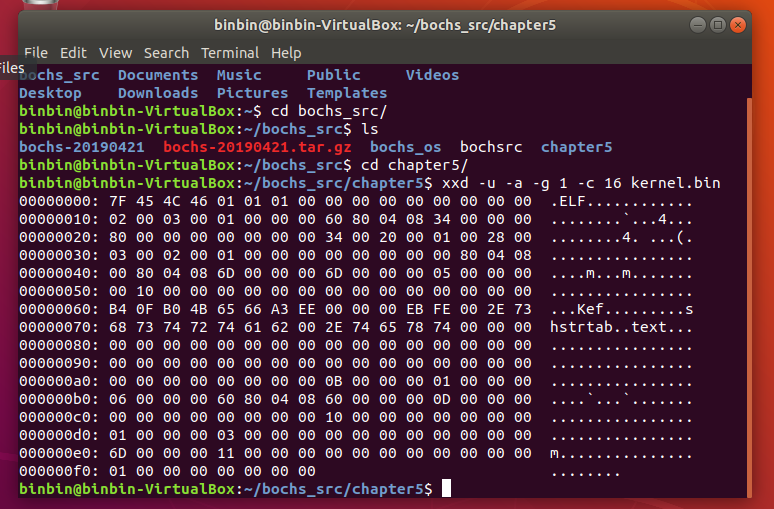 binbin@binbin-VirtualBox: ~/bochs_src/chapter5
File Edit View Search Terminal Help
Files
bochs_src Documents Music Public Videos
Desktop Downloads Pictures Templates
binbin@binbin-VirtualBox:~$ cd bochs_src/
binbin@binbin-VirtualBox:~/bochs_src$ ls
bochs-20190421 bochs-20190421.tar.gz bochs_os bochsrc chapter5
binbin@binbin-VirtualBox:~/bochs_src$ cd chapter5/
binbin@binbin-VirtualBox:~/bochs_src/chapter5$ xxd -u -a -g 1 -c 16 kernel.bin
00000000: 7F 45 4C 46 01 01 01 00 00 00 00 00 00 00 00 00 .ELF............
00000010: 02 00 03 00 01 00 00 00 60 80 04 08 34 00 00 00 ........`...4...
00000020: 80 00 00 00 00 00 00 00 34 00 20 00 01 00 28 00 ........4. ...(.
00000030: 03 00 02 00 01 00 00 00 00 00 00 00 00 80 04 08 ................
00000040: 00 80 04 08 6D 00 00 00 6D 00 00 00 05 00 00 00 ....m...m.......
00000050: 00 10 00 00 00 00 00 00 00 00 00 00 00 00 00 00 ................
00000060: B4 0F B0 4B 65 66 A3 EE 00 00 00 EB FE 00 2E 73 ...Kef.........s
00000070: 68 73 74 72 74 61 62 00 2E 74 65 78 74 00 00 00 hstrtab..text...
00000080: 00 00 00 00 00 00 00 00 00 00 00 00 00 00 00 00 ................
00000090: 00 00 00 00 00 00 00 00 00 00 00 00 00 00 00 00 ................
000000a0: 00 00 00 00 00 00 00 00 0B 00 00 00 01 00 00 00 ................
000000b0: 06 00 00 00 60 80 04 08 60 00 00 00 0D 00 00 00 ....`...`.......
000000c0: 00 00 00 00 00 00 00 00 10 00 00 00 00 00 00 00 ................
000000d0: 01 00 00 00 03 00 00 00 00 00 00 00 00 00 00 00 ................
000000e0: 6D 00 00 00 11 00 00 00 00 00 00 00 00 00 00 00 m...............
000000f0: 01 00 00 00 00 00 00 00 ........
binbin@binbin-VirtualBox:~/bochs_src/chapter5$